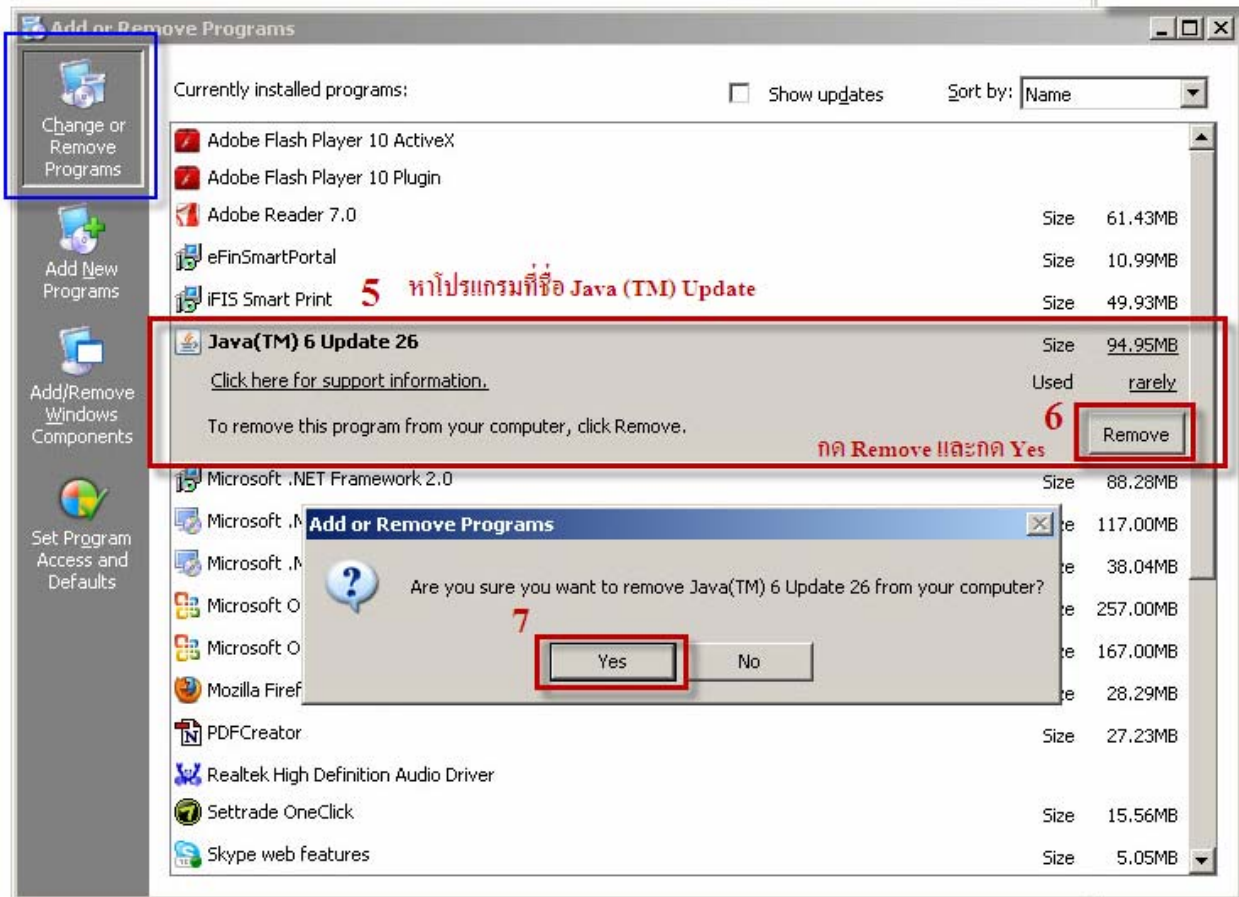 Add or Remove Programs
Change or
Remove
Programs
Add New
Programs
Add/Remove
Windows
Components
Set Program
Access and
Defaults
Currently installed programs:
Show updates
Sort by: Name
Adobe Flash Player 10 ActiveX
Adobe Flash Player 10 Plugin
Adobe Reader 7.0 Size 61.43MB
eFinSmartPortal Size 10.99MB
5 หาโปรแกรมที่ชื่อ Java (TM) Update
iFIS Smart Print Size 49.93MB
Java(TM) 6 Update 26 Size 94.95MB
Click here for support information. Used rarely
To remove this program from your computer, click Remove.
6
กด Remove และกด Yes
Remove
Microsoft .NET Framework 2.0 Size 88.28MB
Microsoft .N 117.00MB
Microsoft .N 38.04MB
Microsoft O 257.00MB
Microsoft O 167.00MB
Mozilla Firef 28.29MB
Add or Remove Programs
Are you sure you want to remove Java(TM) 6 Update 26 from your computer?
7
Yes No
PDFCreator Size 27.23MB
Realtek High Definition Audio Driver
Settrade OneClick Size 15.56MB
Skype web features Size 5.05MB